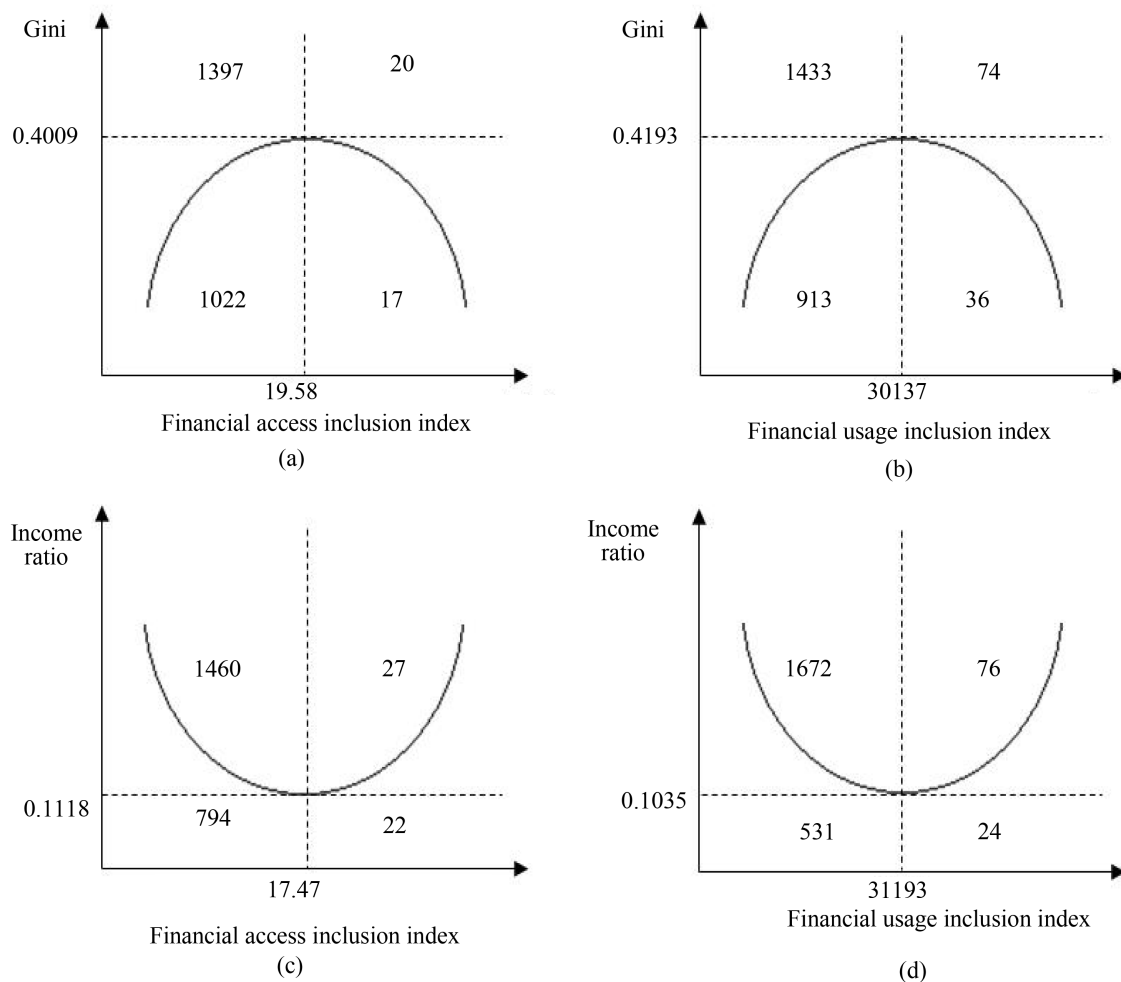 Gini
1397
20
0.4009
1022
17
19.58
Financial access inclusion index
(a)
Gini
1433
74
0.4193
913
36
30137
Financial usage inclusion index
(b)
Income
ratio
1460
27
0.1118
794
22
17.47
Financial access inclusion index
(c)
Income
ratio
1672
76
0.1035
531
24
31193
Financial usage inclusion index
(d)